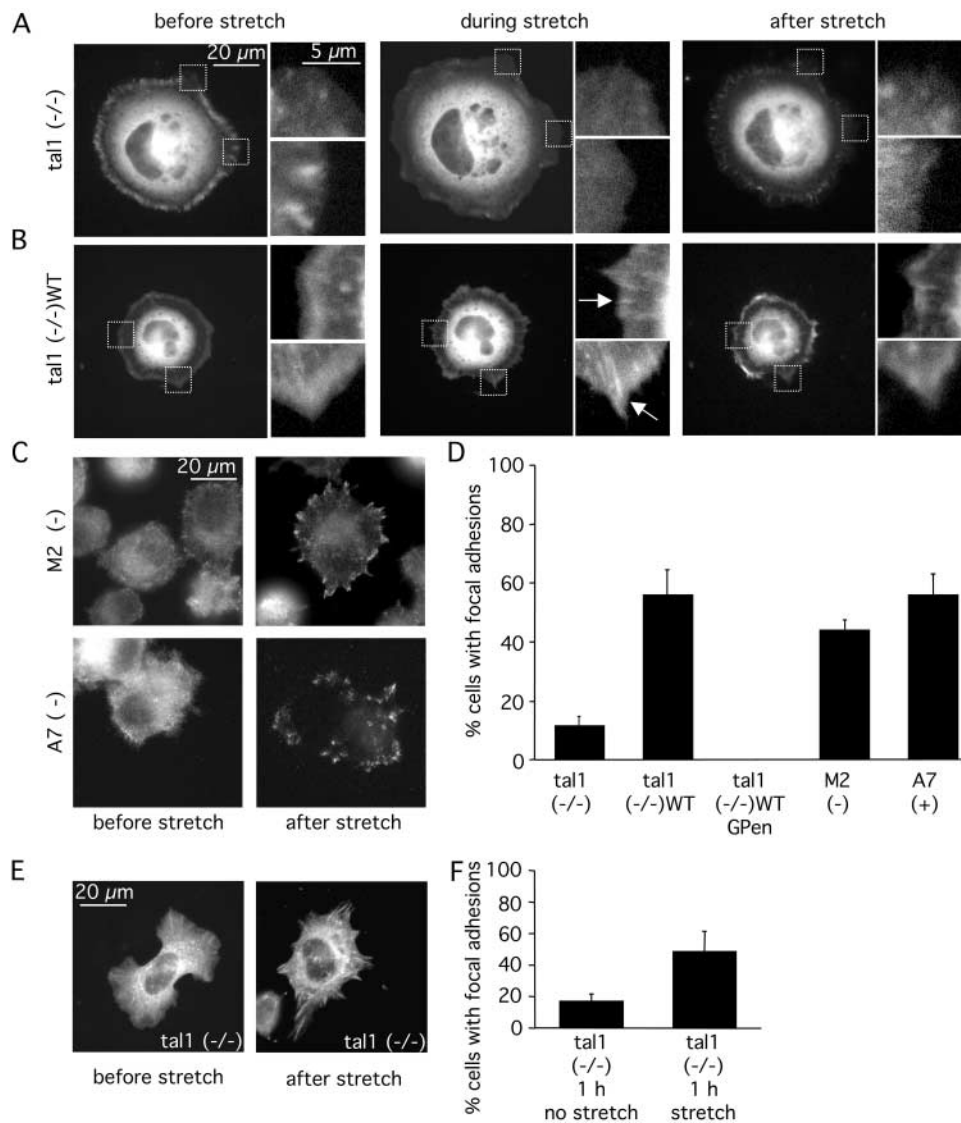 A
before stretch
during stretch
after stretch
20 µm
5 µm
tal1 (-/-)
B
tal1 (-/-)WT
C
20 µm
M2 (-)
A7 (-)
before stretch
after stretch
D
% cells with focal adhesions
100
80
60
40
20
0
tal1
(-/-)
tal1
(-/-)WT
tal1
(-/-)WT
GPen
M2
(-)
A7
(+)
E
20 µm
tal1 (-/-)
tal1 (-/-)
before stretch
after stretch
F
% cells with focal adhesions
100
80
60
40
20
0
tal1
(-/-)
1 h
no stretch
tal1
(-/-)
1 h
stretch